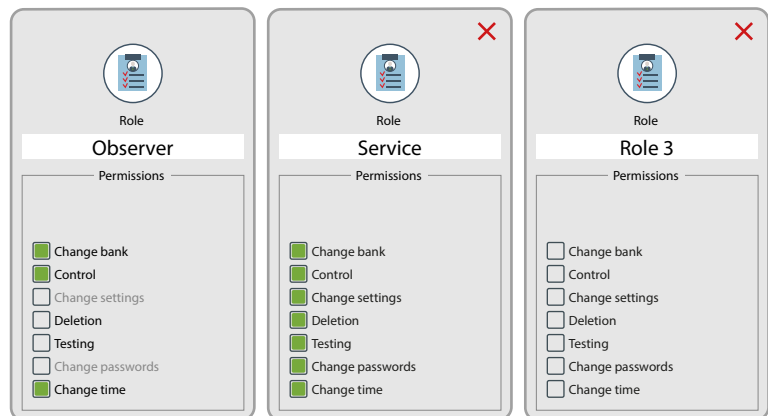 Role
Observer
Permissions
Change bank
Control
Change settings
Deletion
Testing
Change passwords
Change time
Role
Service
Permissions
Change bank
Control
Change settings
Deletion
Testing
Change passwords
Change time
Role
Role 3
Permissions
Change bank
Control
Change settings
Deletion
Testing
Change passwords
Change time